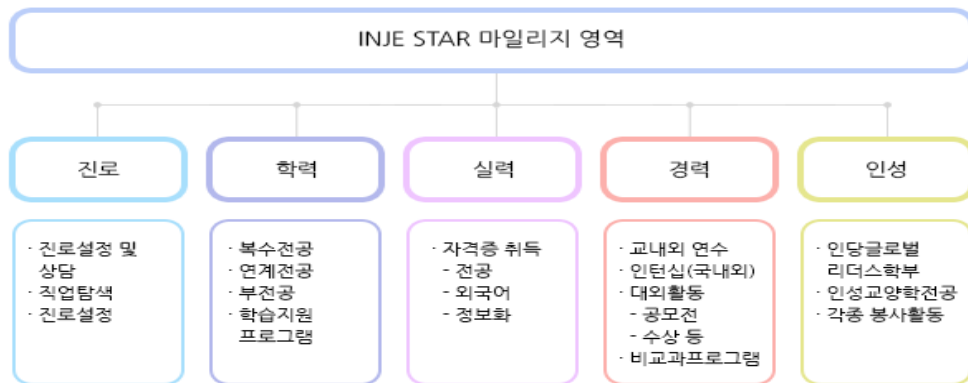 INJE STAR 마일리지 영역
진로
학력
실력
경력
인성
· 진로설정 및
상담
· 직업탐색
· 진로설정
· 복수전공
· 연계전공
· 부전공
· 학습지원
프로그램
· 자격증 취득
- 전공
- 외국어
- 정보화
· 교내외 연수
· 인턴십(국내외)
· 대외활동
- 공모전
- 수상 등
· 비교과프로그램
· 인당글로벌
리더스학부
· 인성교양학전공
· 각종 봉사활동